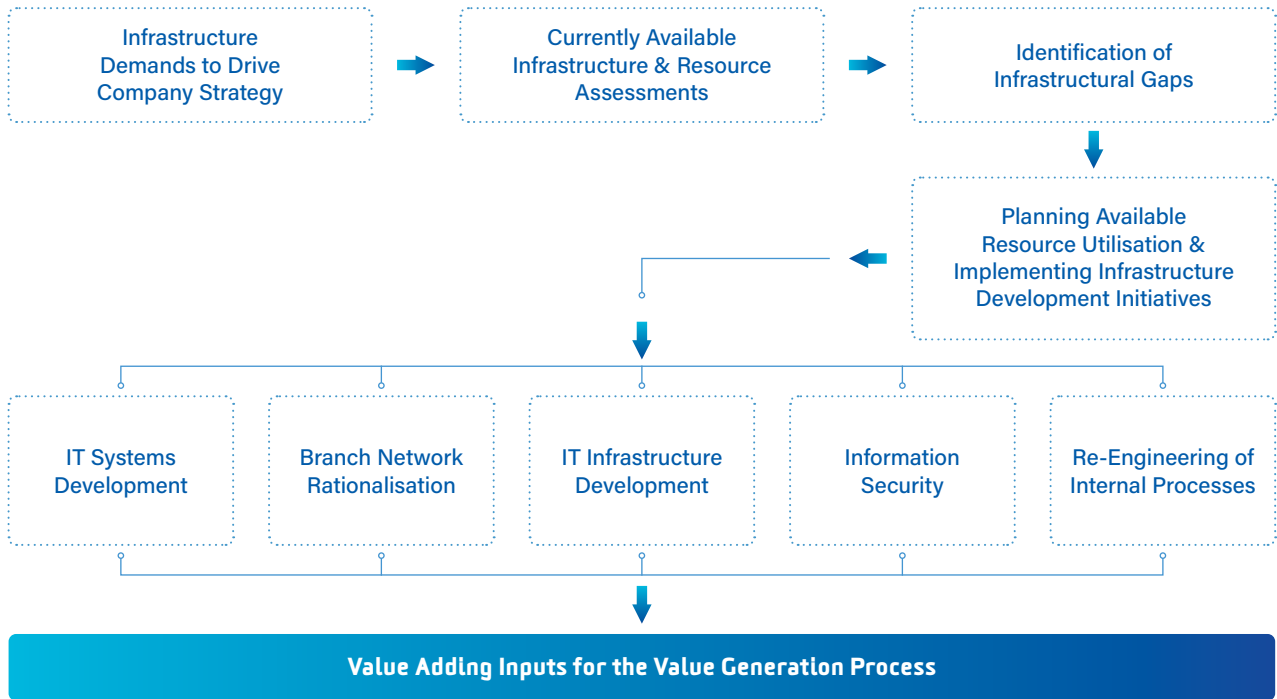 Infrastructure
Demands to Drive
Company Strategy
Currently Available
Infrastructure & Resource
Assessments
Identification of
Infrastructural Gaps
Planning Available
Resource Utilisation &
Implementing Infrastructure
Development Initiatives
IT Systems
Development
Branch Network
Rationalisation
IT Infrastructure
Development
Information
Security
Re-Engineering of
Internal Processes
Value Adding Inputs for the Value Generation Process